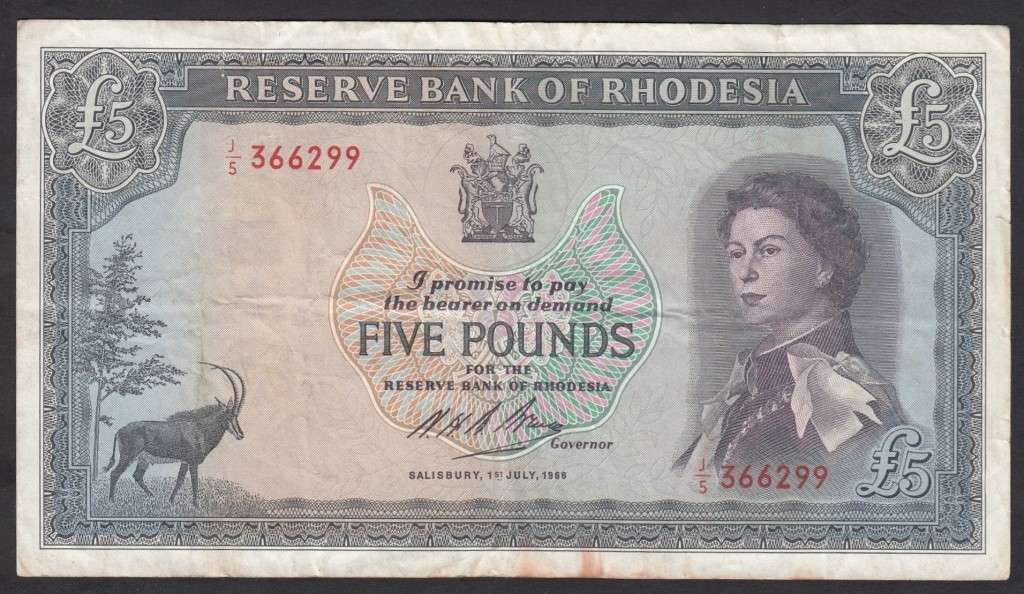 £5
RESERVE BANK OF RHODESIA
£5
J/5 366299
I promise to pay
the bearer on demand
FIVE POUNDS
FOR THE
RESERVE BANK OF RHODESIA
Governor
SALISBURY, 1ST JULY, 1966
J/5 366299
£5